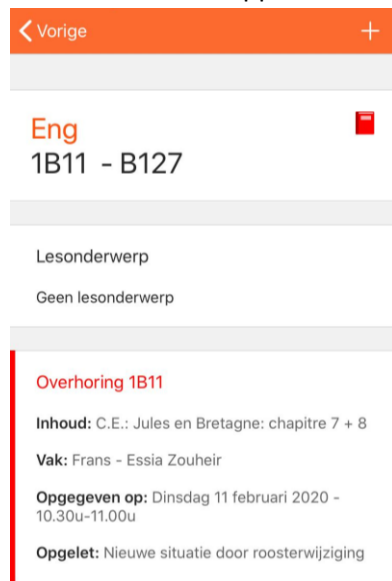 Vorige
Eng
1B11 - B127
Lesonderwerp
Geen lesonderwerp
Overhoring 1B11
Inhoud: C.E.: Jules en Bretagne: chapitre 7 + 8
Vak: Frans - Essia Zouheir
Opgegeven op: Dinsdag 11 februari 2020 -
10.30u-11.00u
Opgelet: Nieuwe situatie door roosterwijziging